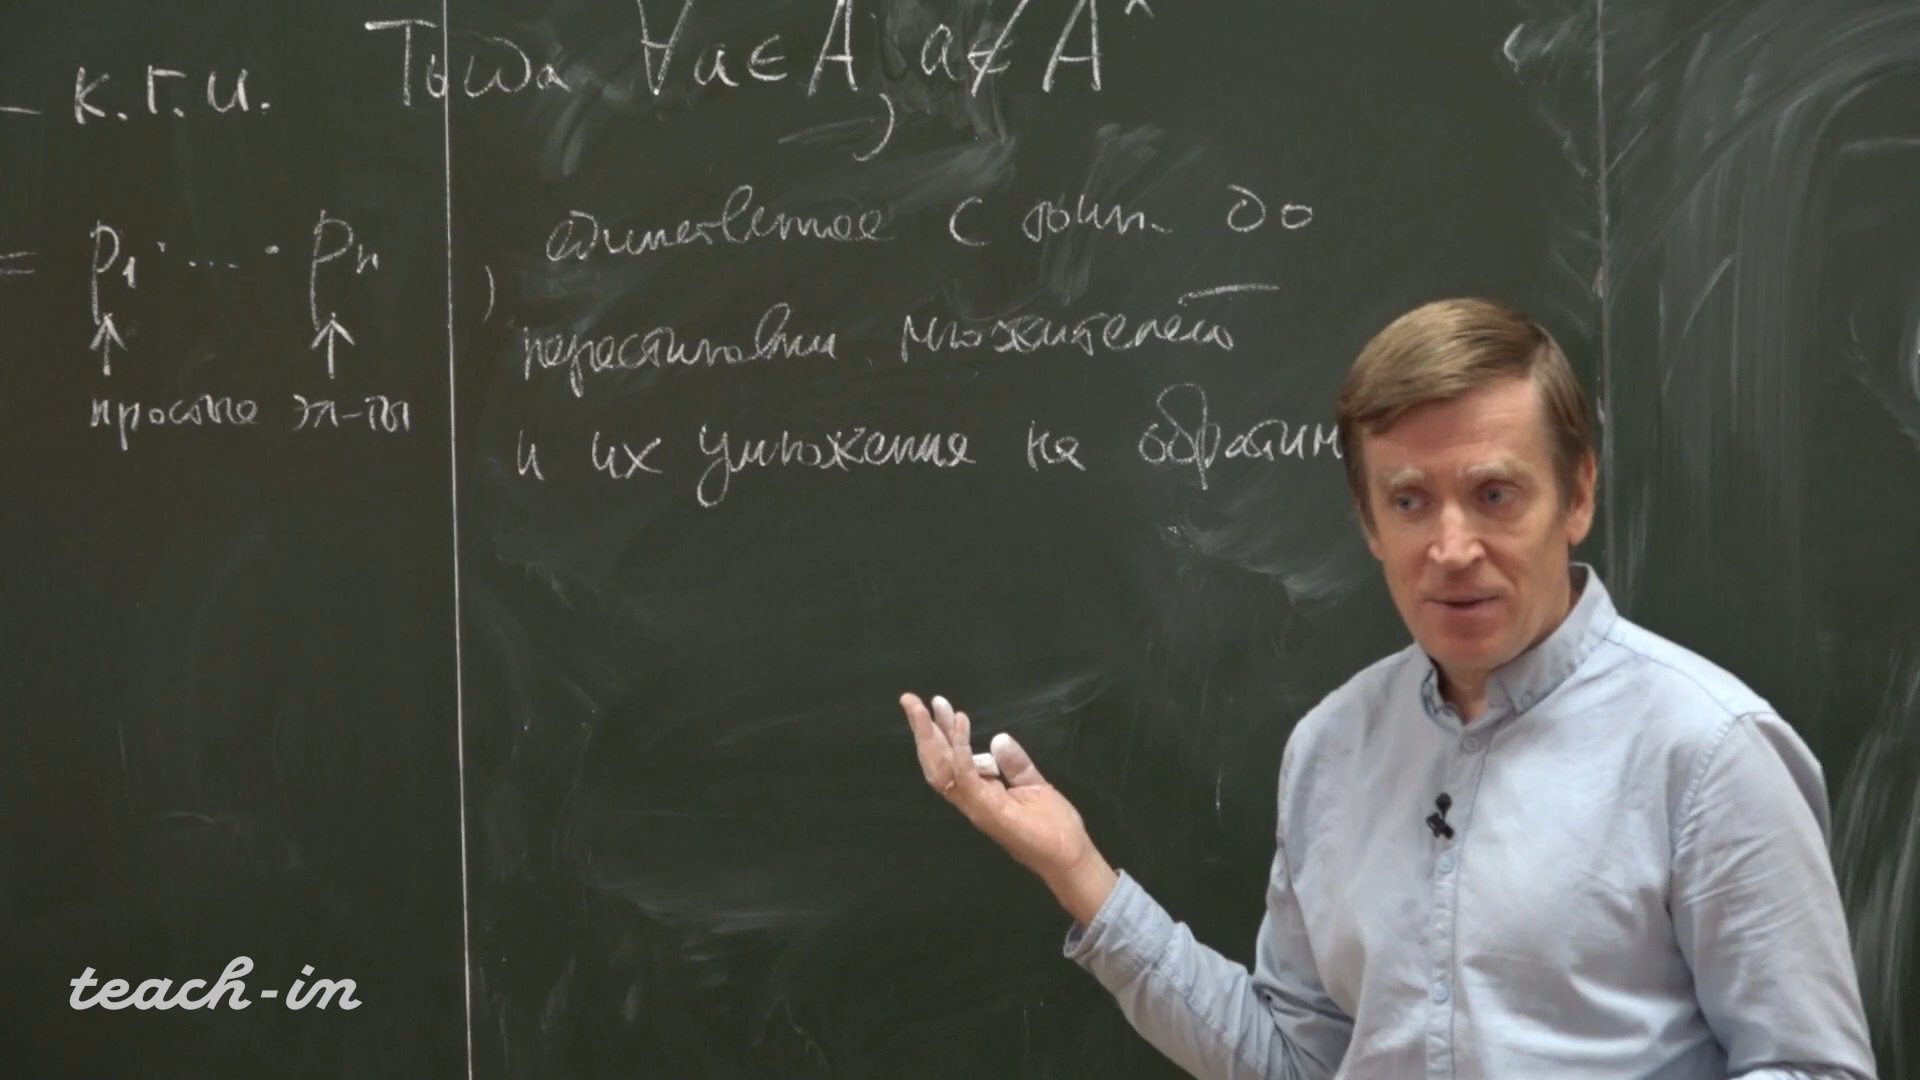 – к.г.и. Тогда ∀a∈A, a∉A*
= p₁ · ... · pₙ , единственное с точн. до
перестановки множителей
простые эл-ты
и их умножения на обратим
teach-in